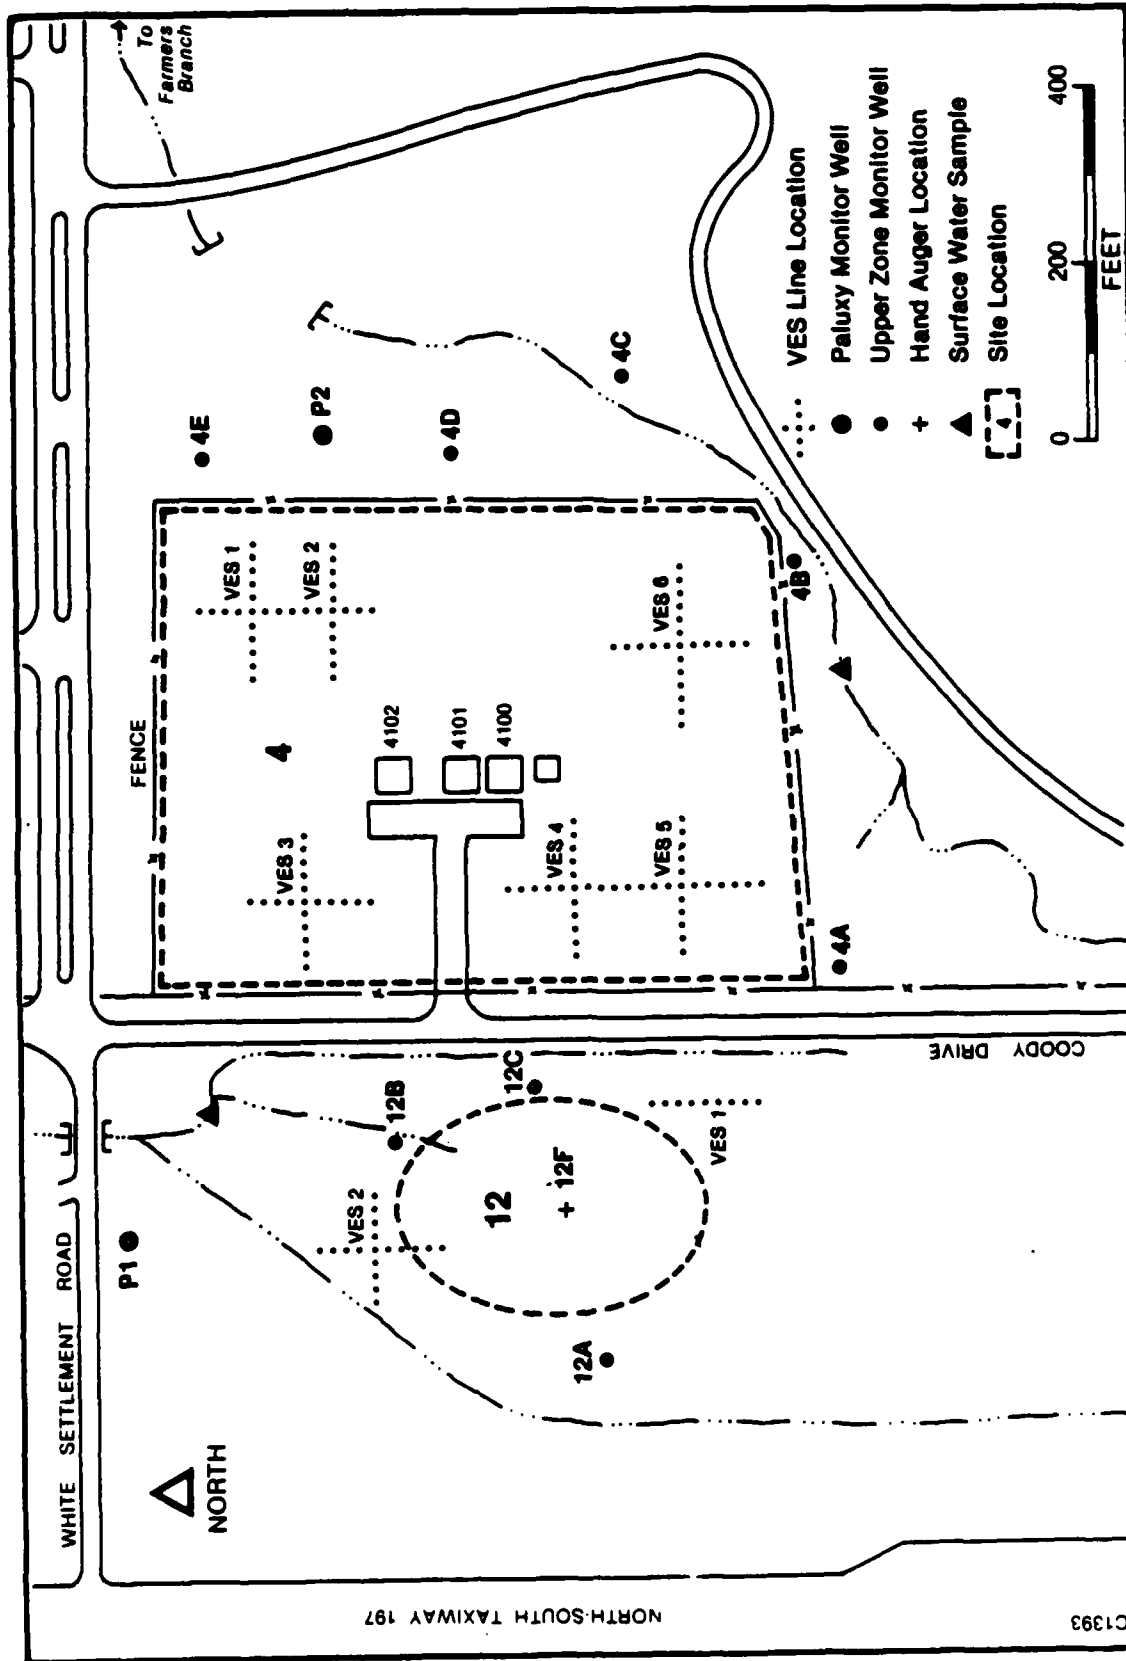 WHITE SETTLEMENT ROAD
To
Farmers
Branch
NORTH
P1
VES 2
12B
12C
12
+ 12F
12A
VES 1
COODY DRIVE
NORTH-SOUTH TAXIWAY 197
FENCE
4
VES 1
VES 2
VES 3
4102
4101
4100
VES 4
VES 5
VES 6
4E
P2
4D
4C
4B
4A
VES Line Location
Paluxy Monitor Well
Upper Zone Monitor Well
+ Hand Auger Location
Surface Water Sample
4 Site Location
0 200 400
FEET
C1393